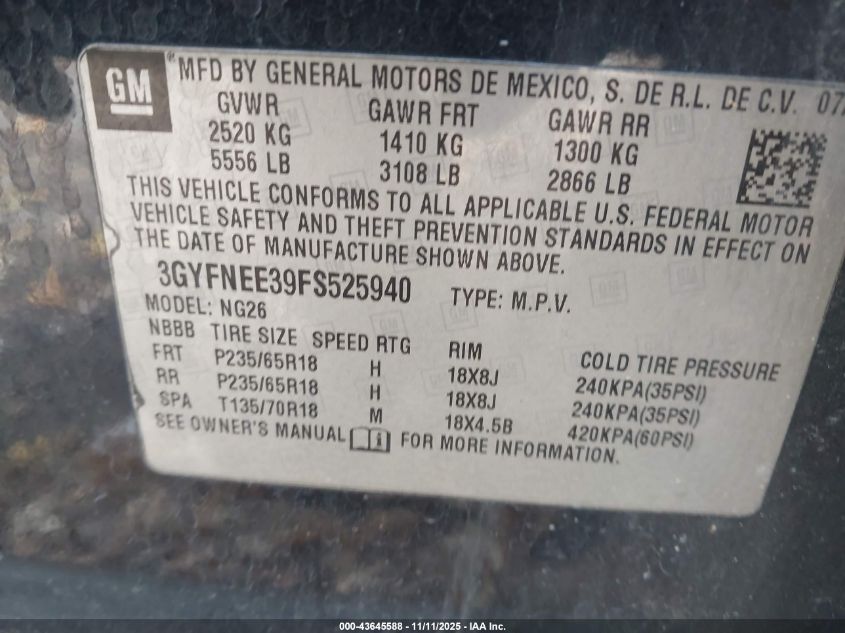 GM
MFD BY GENERAL MOTORS DE MEXICO, S. DE R.L. DE C.V. 07/
GVWR GAWR FRT GAWR RR
2520 KG 1410 KG 1300 KG
5556 LB 3108 LB 2866 LB
THIS VEHICLE CONFORMS TO ALL APPLICABLE U.S. FEDERAL MOTOR
VEHICLE SAFETY AND THEFT PREVENTION STANDARDS IN EFFECT ON
THE DATE OF MANUFACTURE SHOWN ABOVE.
3GYFNEE39FS525940 TYPE: M.P.V.
MODEL: NG26
NBBB TIRE SIZE SPEED RTG RIM COLD TIRE PRESSURE
FRT P235/65R18 H 18X8J 240KPA(35PSI)
RR P235/65R18 H 18X8J 240KPA(35PSI)
SPA T135/70R18 M 18X4.5B 420KPA(60PSI)
SEE OWNER'S MANUAL FOR MORE INFORMATION.
000-43645588 - 11/11/2025 - IAA Inc.